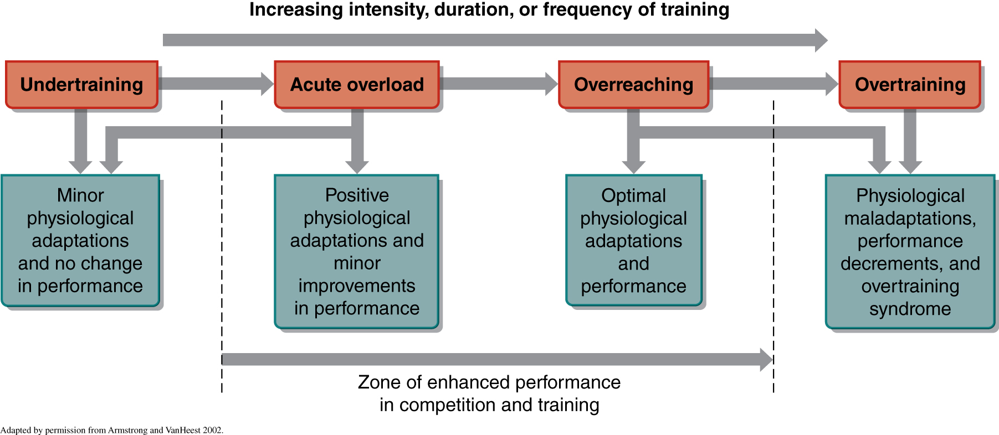 Increasing intensity, duration, or frequency of training
Undertraining
Acute overload
Overreaching
Overtraining
Minor
physiological
adaptations
and no change
in performance
Positive
physiological
adaptations and
minor
improvements
in performance
Optimal
physiological
adaptations
and
performance
Physiological
maladaptations,
performance
decrements, and
overtraining
syndrome
Zone of enhanced performance
in competition and training
Adapted by permission from Armstrong and VanHeest 2002.